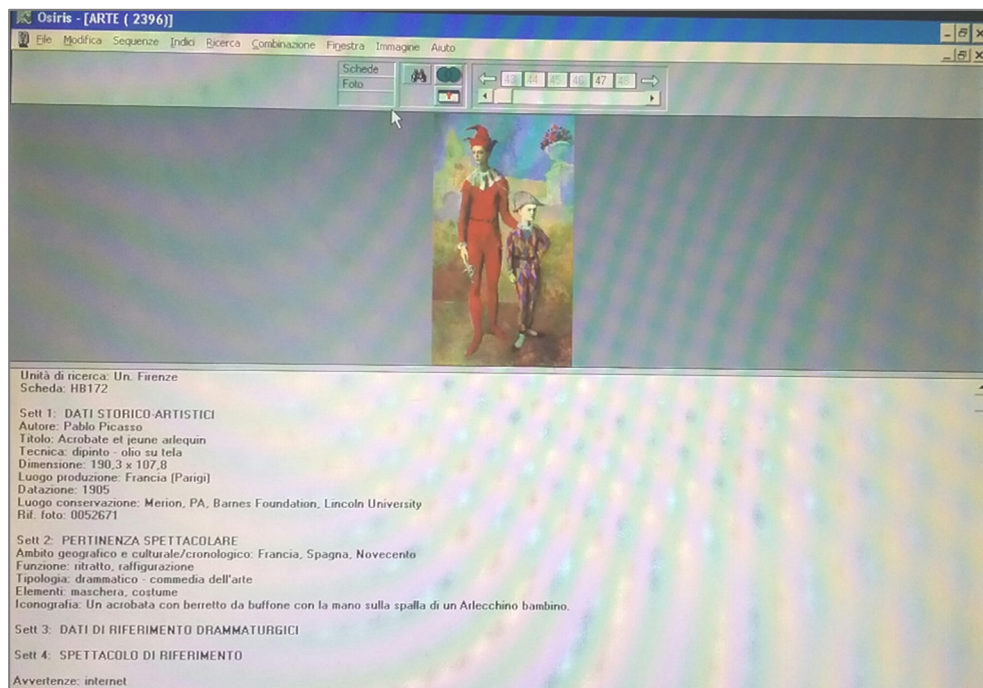 Osiris - [ARTE ( 2396)]
File Modifica Sequenze Indici Ricerca Combinazione Finestra Immagine Aiuto
Schede
Foto
43 44 45 46 47 48
Unità di ricerca: Un. Firenze
Scheda: HB172
Sett 1: DATI STORICO-ARTISTICI
Autore: Pablo Picasso
Titolo: Acrobate et jeune arlequin
Tecnica: dipinto - olio su tela
Dimensione: 190,3 x 107,8
Luogo produzione: Francia (Parigi)
Datazione: 1905
Luogo conservazione: Merion, PA, Barnes Foundation, Lincoln University
Rif. foto: 0052671
Sett 2: PERTINENZA SPETTACOLARE
Ambito geografico e culturale/cronologico: Francia, Spagna, Novecento
Funzione: ritratto, raffigurazione
Tipologia: drammatico - commedia dell'arte
Elementi: maschera, costume
Iconografia: Un acrobata con berretto da buffone con la mano sulla spalla di un Arlecchino bambino.
Sett 3: DATI DI RIFERIMENTO DRAMMATURGICI
Sett 4: SPETTACOLO DI RIFERIMENTO
Avvertenze: internet